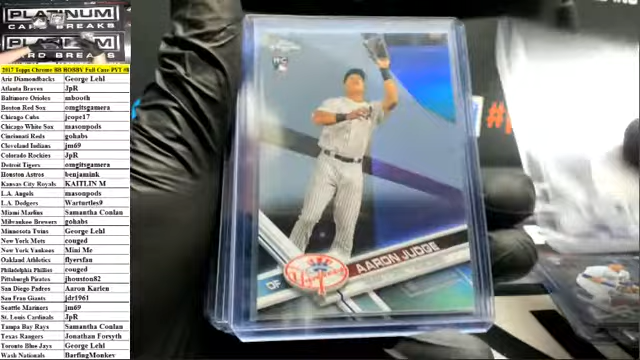 PLATINUM
CARD BREAKS
PLATINUM
CARD BREAKS
2017 Topps Chrome BB HOBBY Full Case PYT #8
Ariz Diamondbacks George Lehl
Atlanta Braves JpR
Baltimore Orioles mbooth
Boston Red Sox omgitsgamera
Chicago Cubs jcope17
Chicago White Sox masonpods
Cincinnati Reds gohabs
Cleveland Indians jm69
Colorado Rockies JpR
Detroit Tigers omgitsgamera
Houston Astros benjamink
Kansas City Royals KAITLIN M
L.A. Angels masonpods
L.A. Dodgers Warturtles9
Miami Marlins Samantha Conlan
Milwaukee Brewers gohabs
Minnesota Twins George Lehl
New York Mets couged
New York Yankees Mini Me
Oakland Athletics flyersfan
Philadelphia Phillies couged
Pittsburgh Pirates jhouston82
San Diego Padres Aaron Karlen
San Fran Giants jdr1961
Seattle Mariners jm69
St. Louis Cardinals JpR
Tampa Bay Rays Samantha Conlan
Texas Rangers Jonathan Forsyth
Toronto Blue Jays George Lehl
Wash Nationals BarfingMonkey
RC
OF
AARON JUDGE